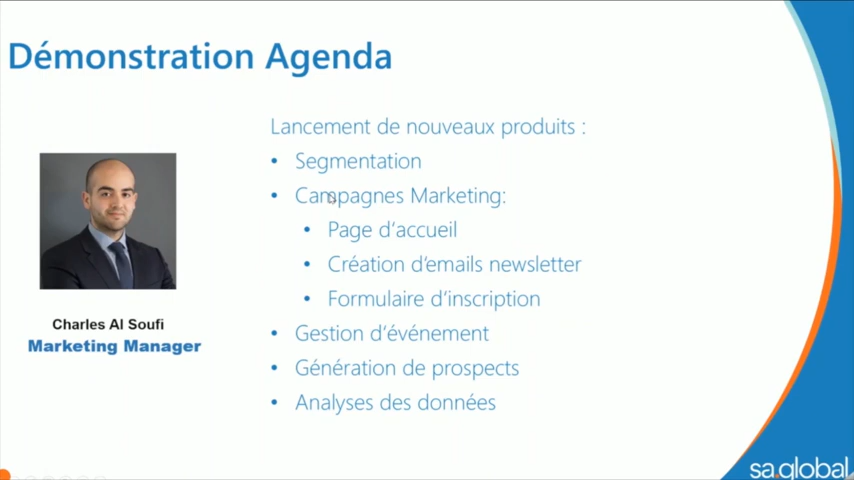 Démonstration Agenda
Lancement de nouveaux produits :
• Segmentation
• Campagnes Marketing:
• Page d'accueil
• Création d'emails newsletter
• Formulaire d'inscription
• Gestion d'événement
• Génération de prospects
• Analyses des données
Charles Al Soufi
Marketing Manager
sa.global